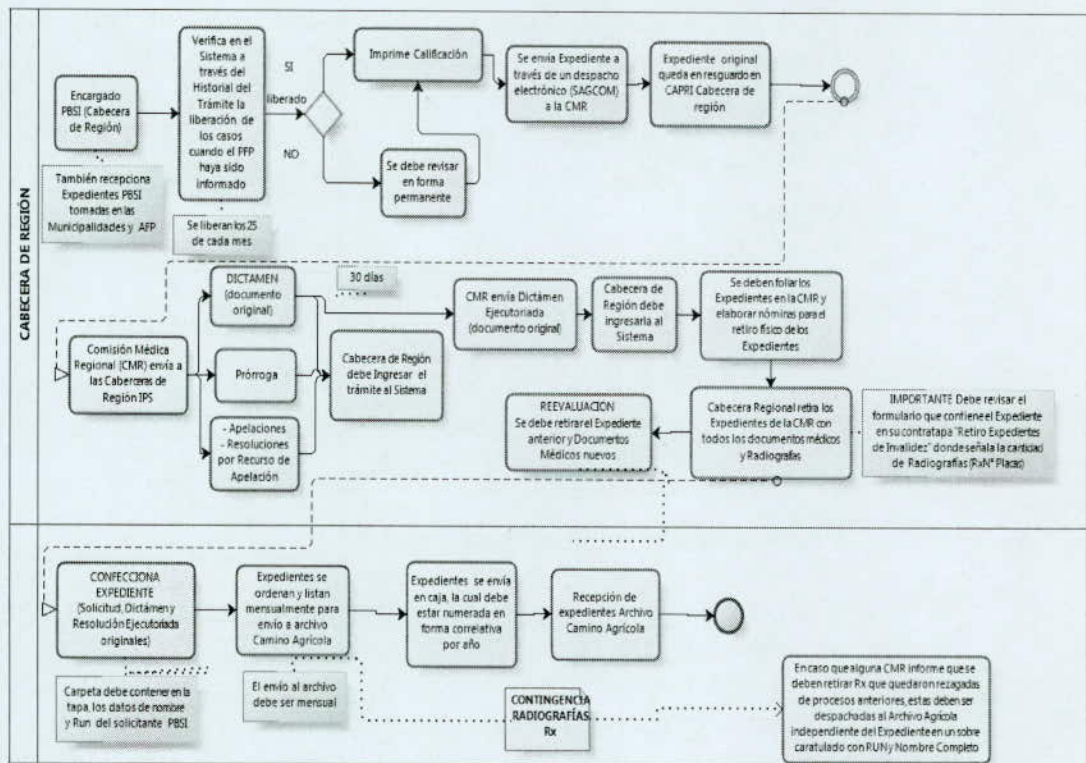 CABECERA DE REGIÓN
Encargado
PBSI (Cabecera
de Región)
También recepciona
Expedientes PBSI
tomadas en las
Municipalidades y AFP
Verifica en el
Sistema a
través del
Historial del
Trámite la
liberación de
los casos
cuando el PFP
haya sido
informado
Se liberan los 25
de cada mes
SI
liberado
NO
Imprime Calificación
Se debe revisar
en forma
permanente
Se envía Expediente a
través de un despacho
electrónico (SAGCOM)
a la CMR
Expediente original
queda en resguardo en
CAPRI Cabecera de
región
Comisión Médica
Regional (CMR) envía a
las Caberceras de
Región IPS
DICTAMEN
(documento
original)
30 días
Prórroga
- Apelaciones
- Resoluciones
por Recurso de
Apelación
Cabecera de Región
debe Ingresar el
trámite al Sistema
CMR envía Dictámen
Ejecutoriada
(documento original)
Cabecera de
Región debe
ingresarla al
Sistema
Se deben foliar los
Expedientes en la CMR y
elaborar nóminas para el
retiro físico de los
Expedientes
REEVALUACION
Se debe retirar el Expediente
anterior y Documentos
Médicos nuevos
Cabecera Regional retira los
Expedientes de la CMR con
todos los documentos médicos
y Radiografías
IMPORTANTE Debe revisar el
formulario que contiene el Expediente
en su contratapa "Retiro Expedientes
de Invalidez" donde señala la cantidad
de Radiografías (RxN° Placas)
CONFECCIONA
EXPEDIENTE
(Solicitud, Dictámen y
Resolución Ejecutoriada
originales)
Carpeta debe contener en la
tapa, los datos de nombre
y Run del solicitante PBSI
Expedientes se
ordenan y listan
mensualmente para
envío a archivo
Camino Agrícola
El envío al archivo
debe ser mensual
Expedientes se envía
en caja, la cual debe
estar numerada en
forma correlativa
por año
Recepción de
expedientes Archivo
Camino Agrícola
CONTINGENCIA
RADIOGRAFÍAS
Rx
En caso que alguna CMR informe que se
deben retirar Rx que quedaron rezagadas
de procesos anteriores, estas deben ser
despachadas al Archivo Agrícola
independiente del Expediente en un sobre
caratulado con RUN y Nombre Completo